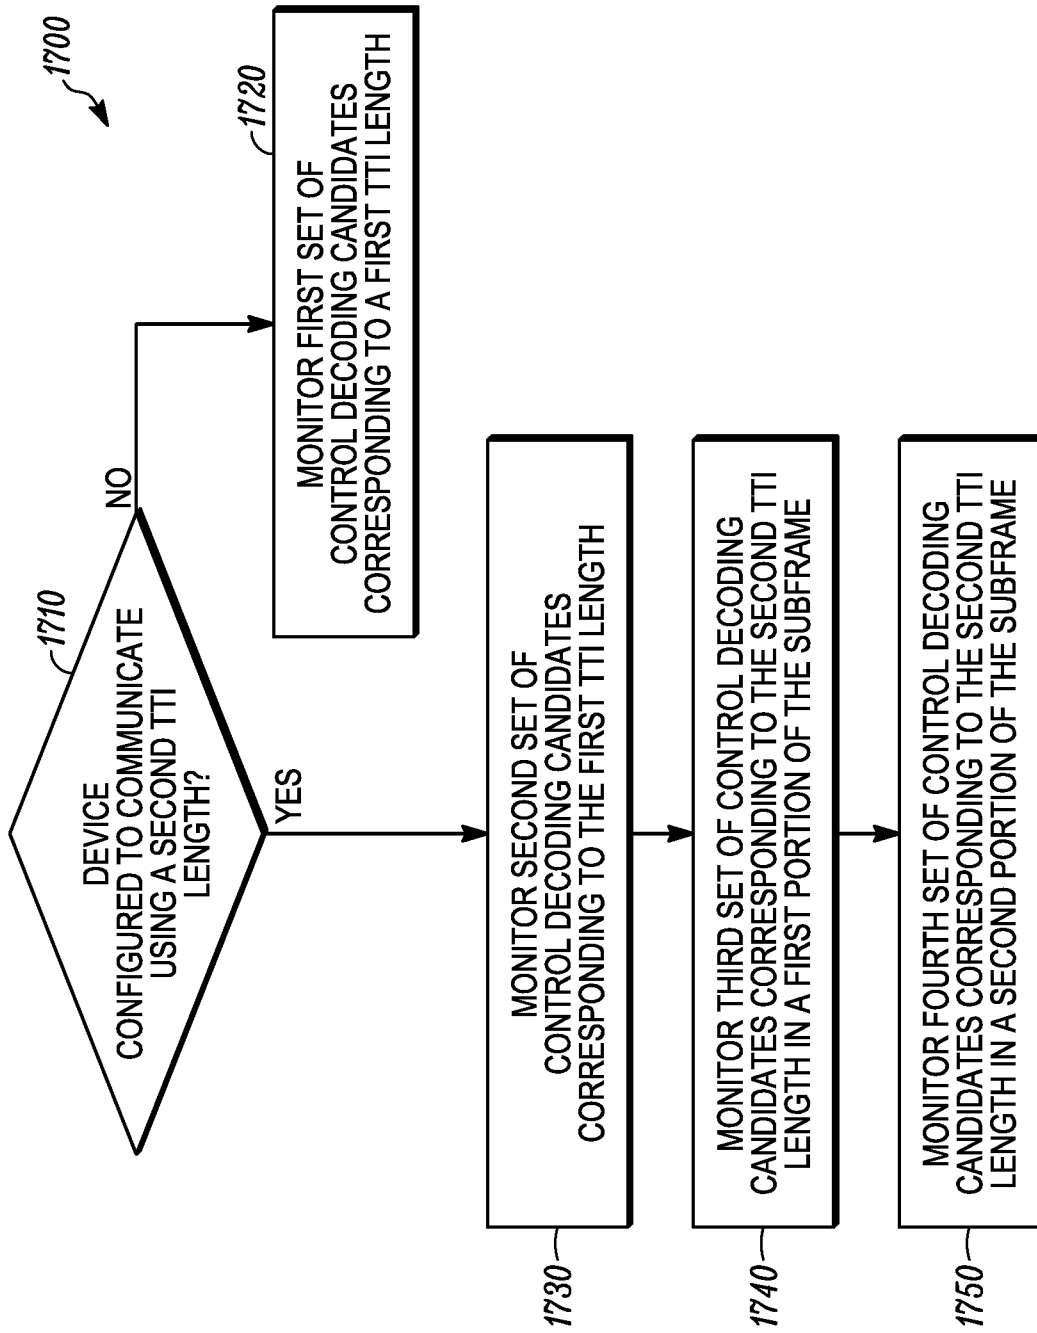 1700
1710
DEVICE
CONFIGURED TO COMMUNICATE
USING A SECOND TTI
LENGTH?
NO
YES
1720
MONITOR FIRST SET OF
CONTROL DECODING CANDIDATES
CORRESPONDING TO A FIRST TTI LENGTH
1730
MONITOR SECOND SET OF
CONTROL DECODING CANDIDATES
CORRESPONDING TO THE FIRST TTI LENGTH
1740
MONITOR THIRD SET OF CONTROL DECODING
CANDIDATES CORRESPONDING TO THE SECOND TTI
LENGTH IN A FIRST PORTION OF THE SUBFRAME
1750
MONITOR FOURTH SET OF CONTROL DECODING
CANDIDATES CORRESPONDING TO THE SECOND TTI
LENGTH IN A SECOND PORTION OF THE SUBFRAME